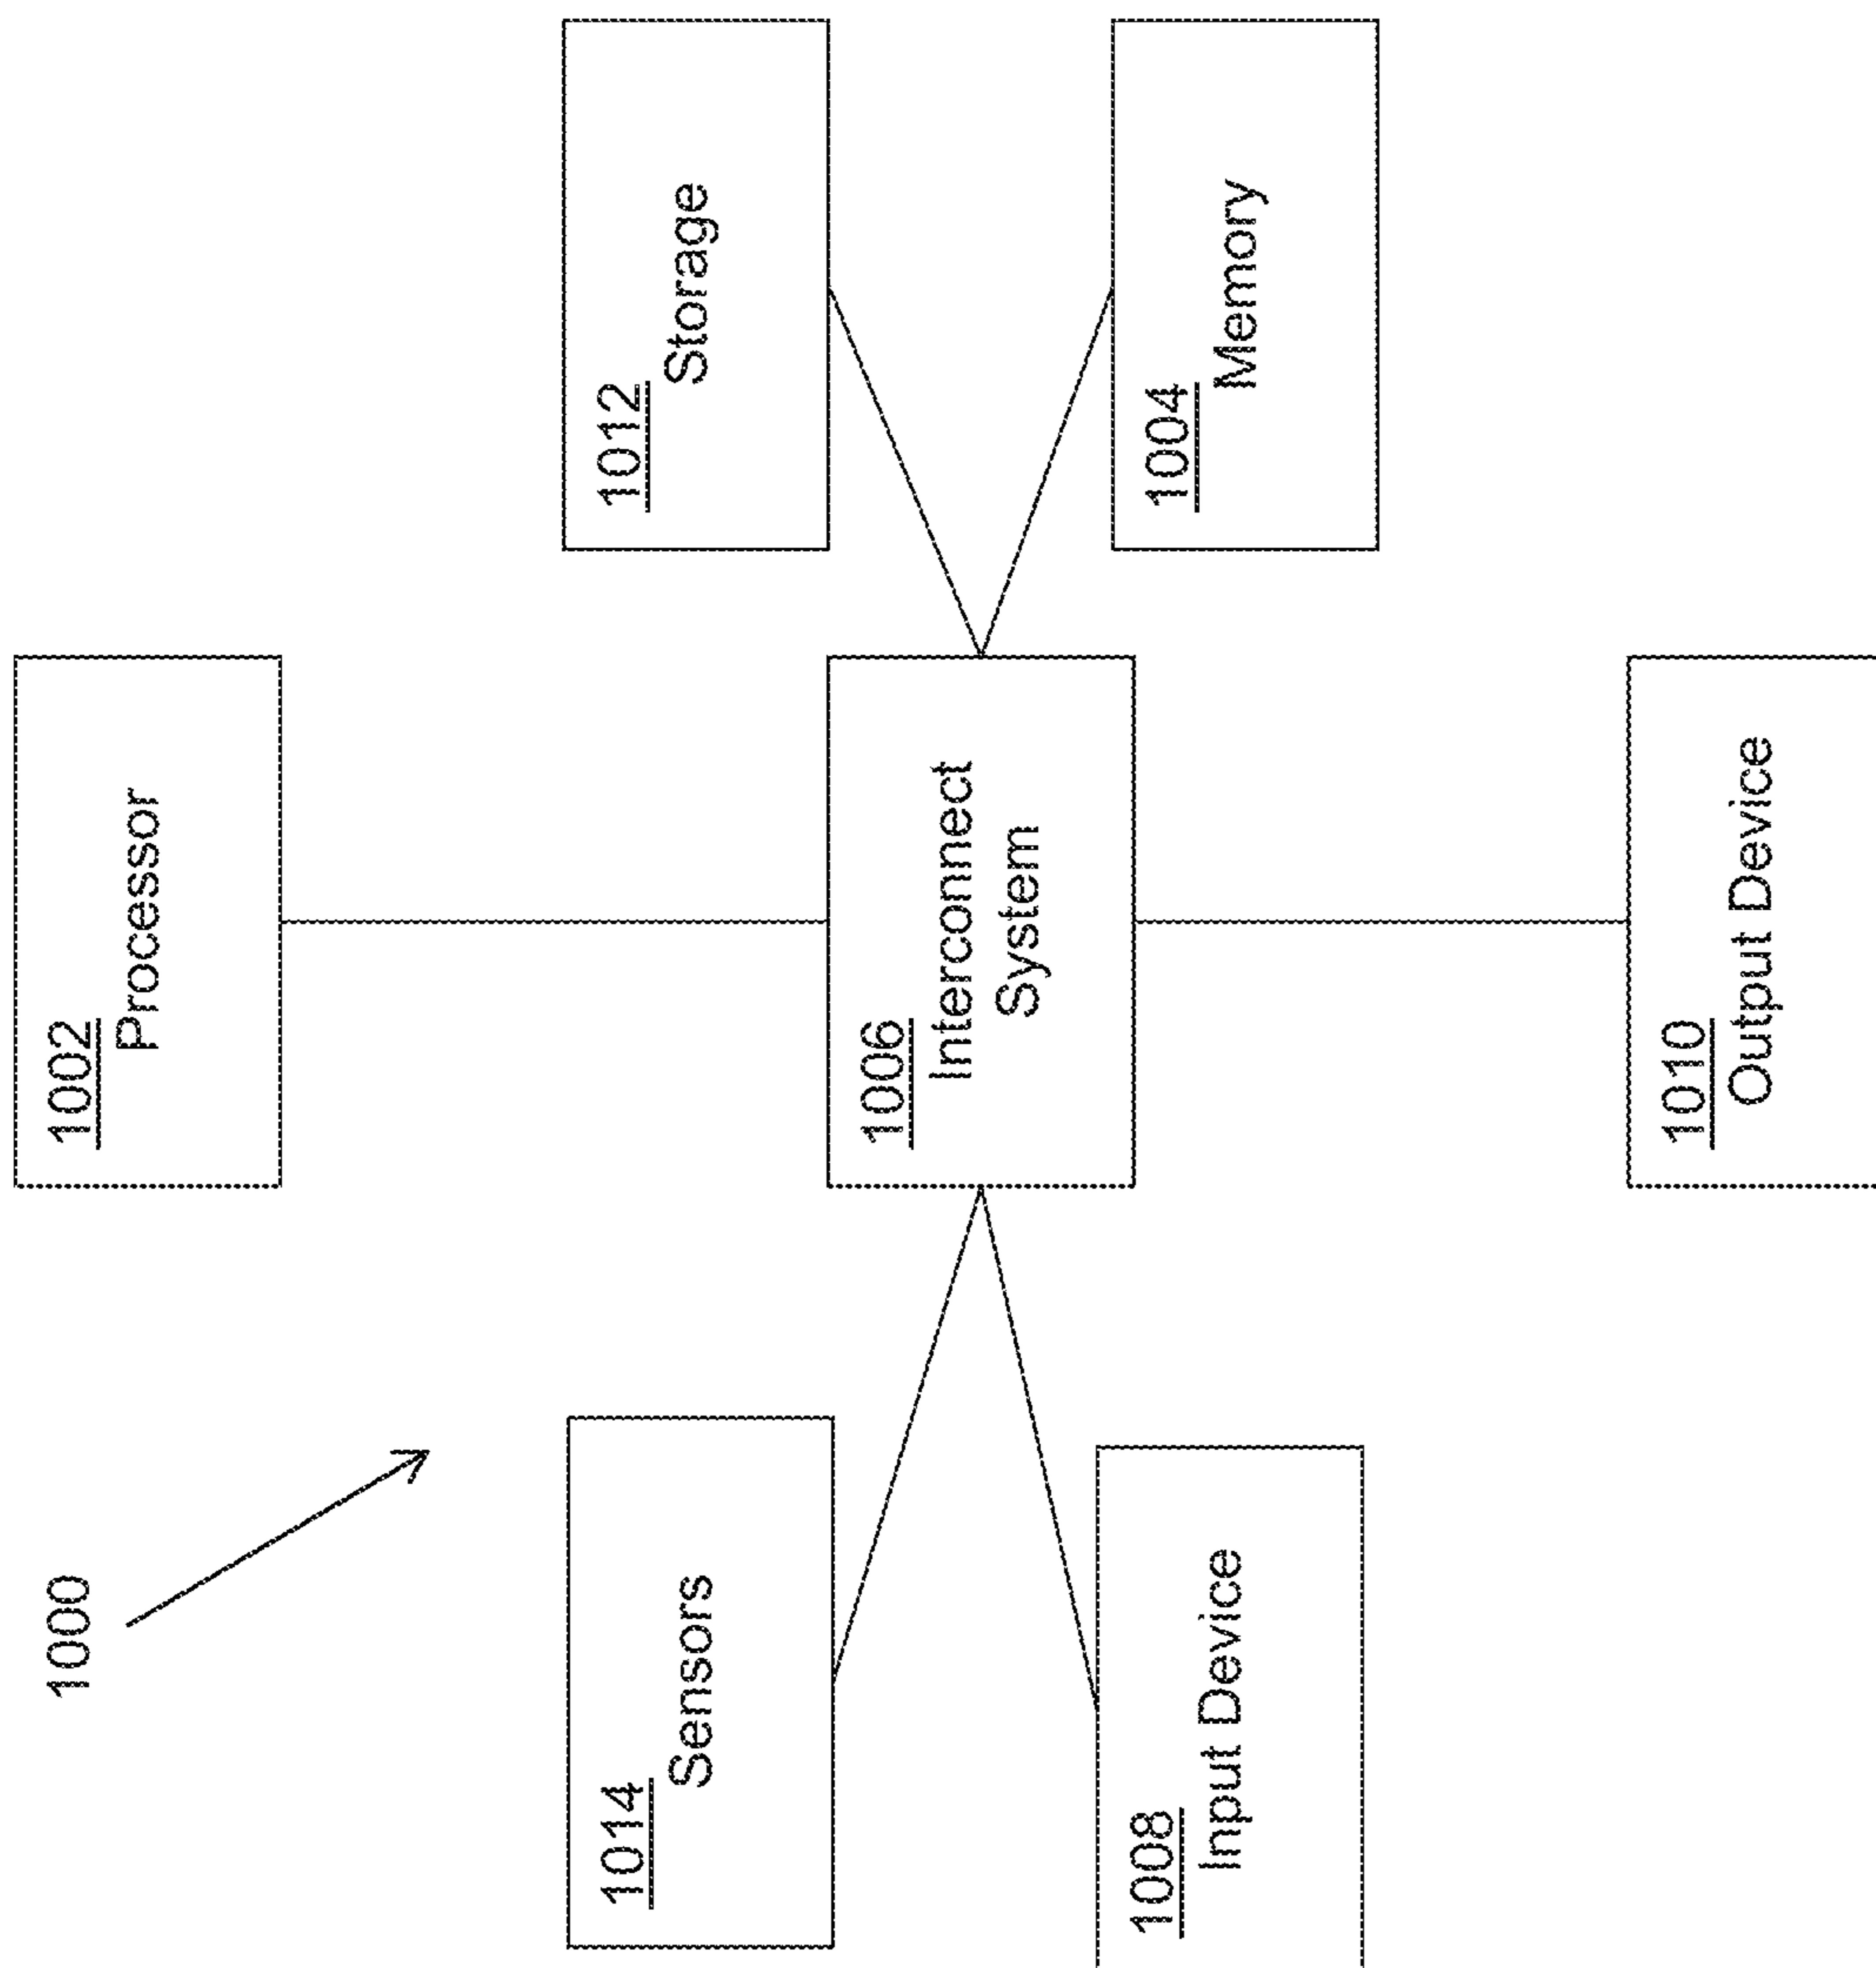 1000
1002
Processor
1014
Sensors
1012
Storage
1006
Interconnect
System
1008
Input Device
1004
Memory
1010
Output Device